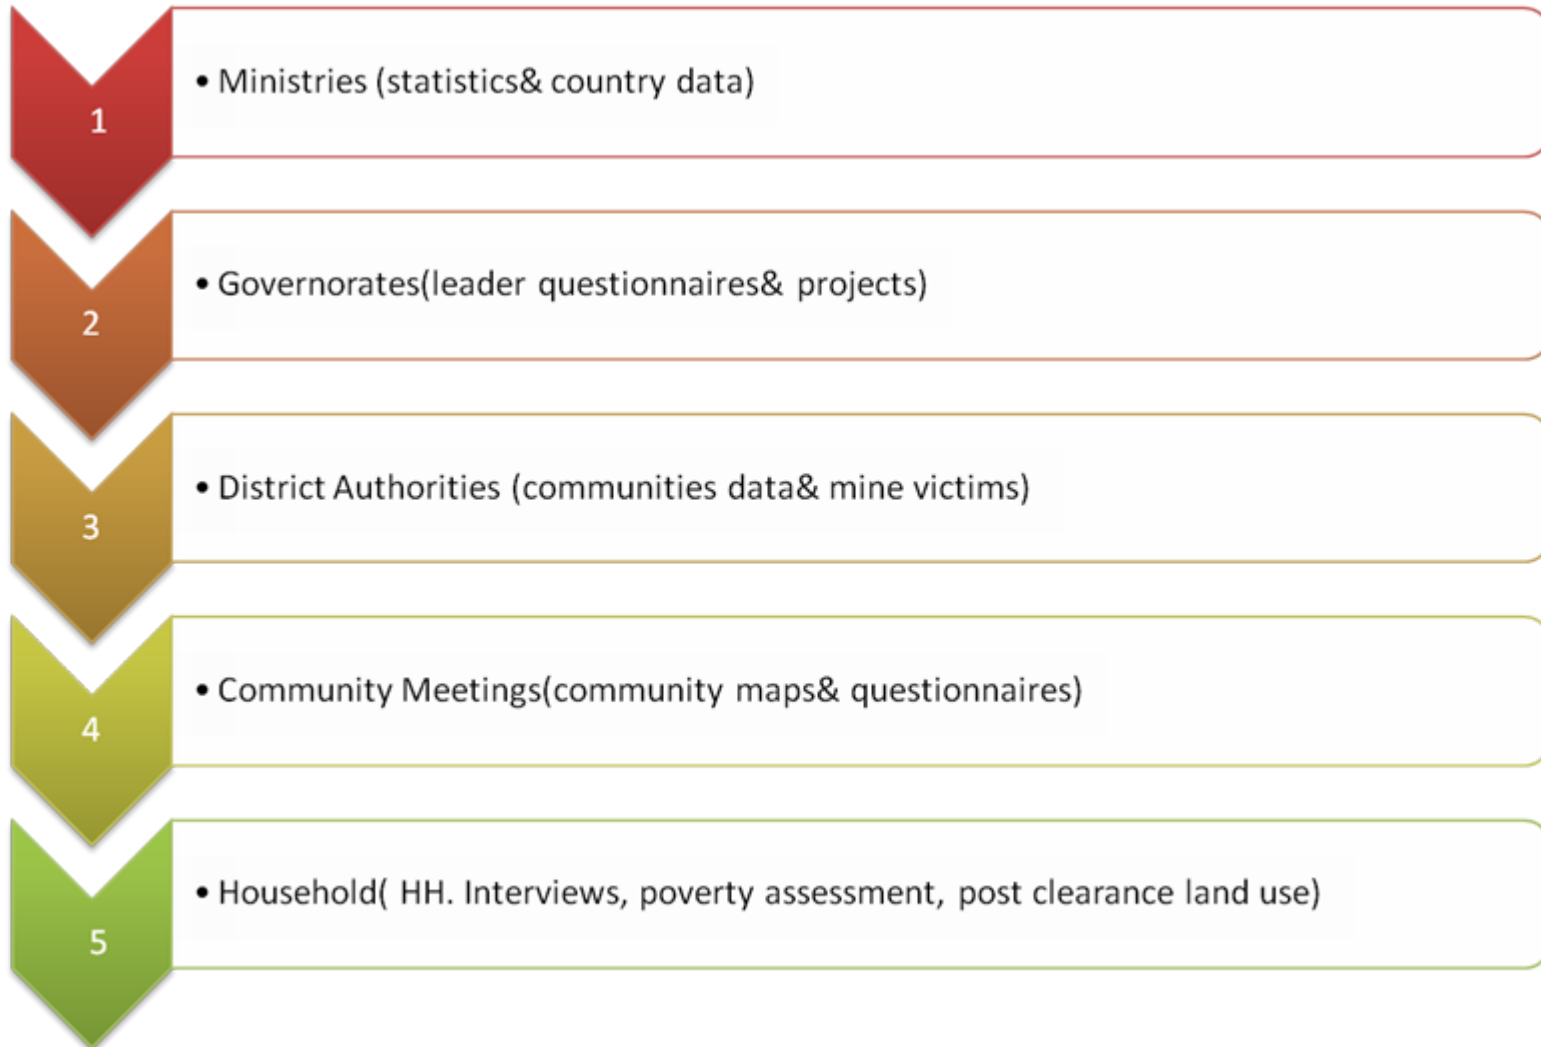 1
• Ministries (statistics& country data)
2
• Governorates(leader questionnaires& projects)
3
• District Authorities (communities data& mine victims)
4
• Community Meetings(community maps& questionnaires)
5
• Household( HH. Interviews, poverty assessment, post clearance land use)